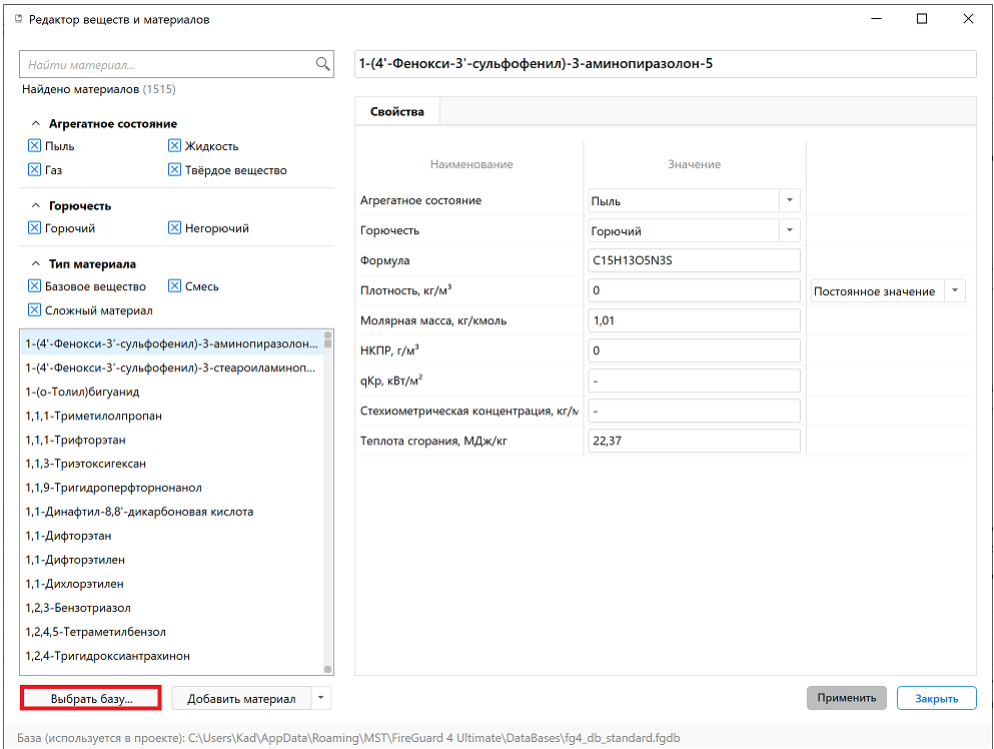 Редактор веществ и материалов
Найти материал...
Найдено материалов (1515)
Агрегатное состояние
Пыль
Жидкость
Газ
Твёрдое вещество
Горючесть
Горючий
Негорючий
Тип материала
Базовое вещество
Смесь
Сложный материал
1-(4'-Фенокси-3'-сульфофенил)-3-аминопиразолон...
1-(4'-Фенокси-3'-сульфофенил)-3-стеароиламиноп...
1-(о-Толил)бигуанид
1,1,1-Триметилолпропан
1,1,1-Трифторэтан
1,1,3-Триэтоксигексан
1,1,9-Тригидроперфторнонанол
1,1-Динафтил-8,8'-дикарбоновая кислота
1,1-Дифторэтан
1,1-Дифторэтилен
1,1-Дихлорэтилен
1,2,3-Бензотриазол
1,2,4,5-Тетраметилбензол
1,2,4-Тригидроксиантрахинон
Выбрать базу...
Добавить материал
1-(4'-Фенокси-3'-сульфофенил)-3-аминопиразолон-5
Свойства
Наименование
Значение
Агрегатное состояние
Пыль
Горючесть
Горючий
Формула
C15H13O5N3S
Плотность, кг/м³
0
Постоянное значение
Молярная масса, кг/кмоль
1,01
НКПР, г/м³
0
qКр, кВт/м²
-
Стехиометрическая концентрация, кг/м
-
Теплота сгорания, МДж/кг
22,37
Применить
Закрыть
База (используется в проекте): C:\Users\Kad\AppData\Roaming\MST\FireGuard 4 Ultimate\DataBases\fg4_db_standard.fgdb